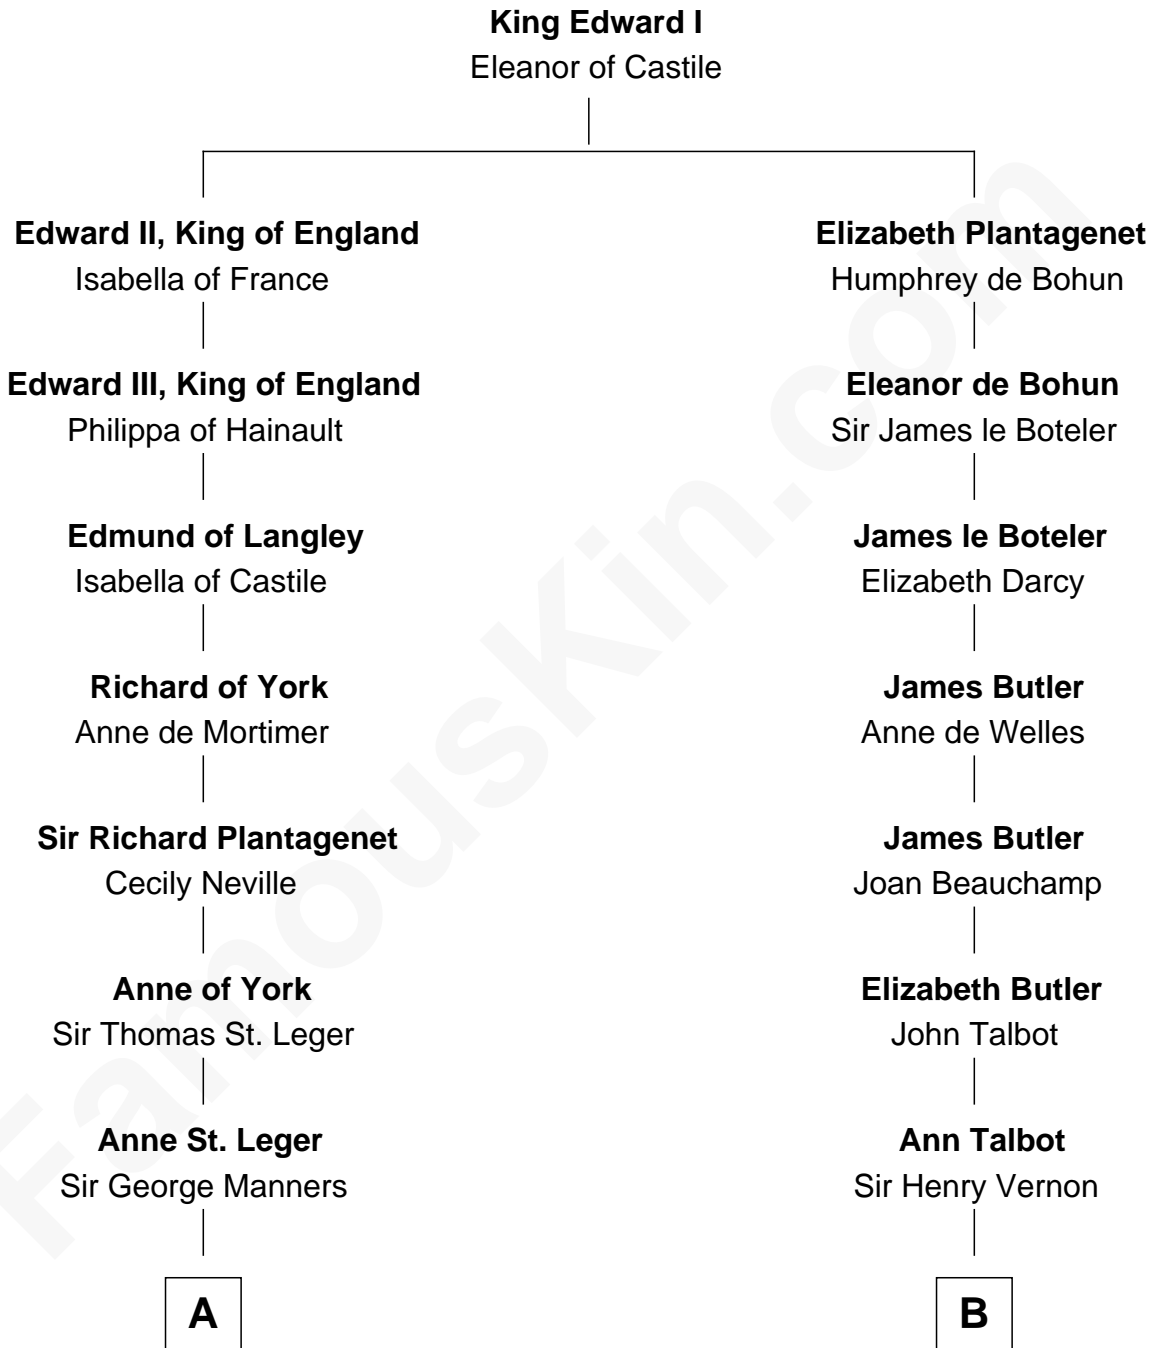 King Edward I
Eleanor of Castile
Edward II, King of England
Isabella of France
Edward III, King of England
Philippa of Hainault
Edmund of Langley
Isabella of Castile
Richard of York
Anne de Mortimer
Sir Richard Plantagenet
Cecily Neville
Anne of York
Sir Thomas St. Leger
Anne St. Leger
Sir George Manners
A
Elizabeth Plantagenet
Humphrey de Bohun
Eleanor de Bohun
Sir James le Boteler
James le Boteler
Elizabeth Darcy
James Butler
Anne de Welles
James Butler
Joan Beauchamp
Elizabeth Butler
John Talbot
Ann Talbot
Sir Henry Vernon
B
FamousKin.com